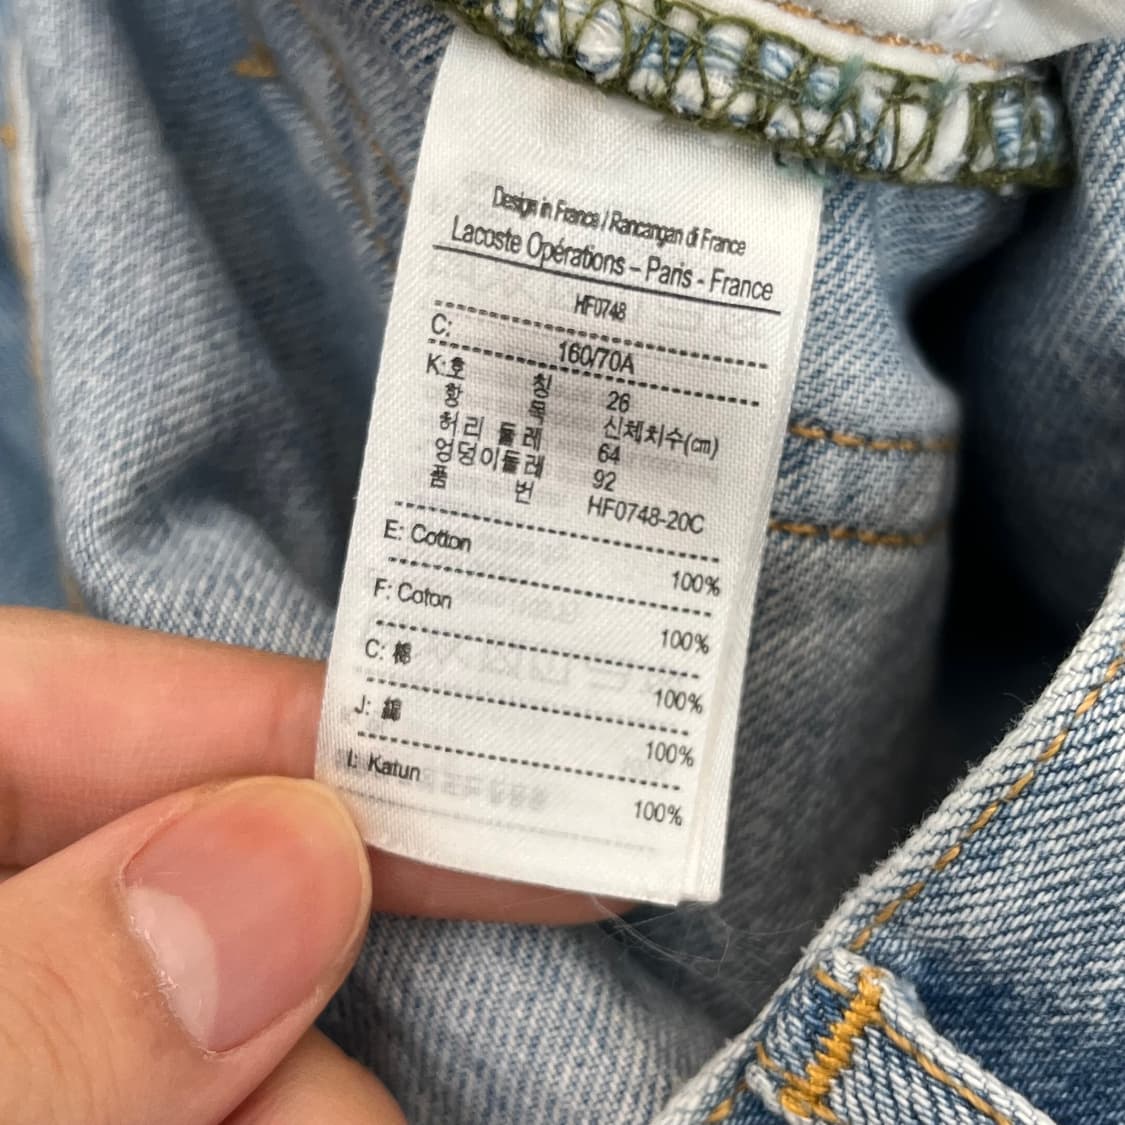 Design in France / Rancangan di France
Lacoste Opérations – Paris - France
HF0748
C: 160/70A
K: 호 칭 26
항 목 신체치수(cm)
허리 둘레 64
엉덩이둘레 92
품 번 HF0748-20C
E: Cotton 100%
F: Coton 100%
C: 棉 100%
J: 綿 100%
I: Katun 100%